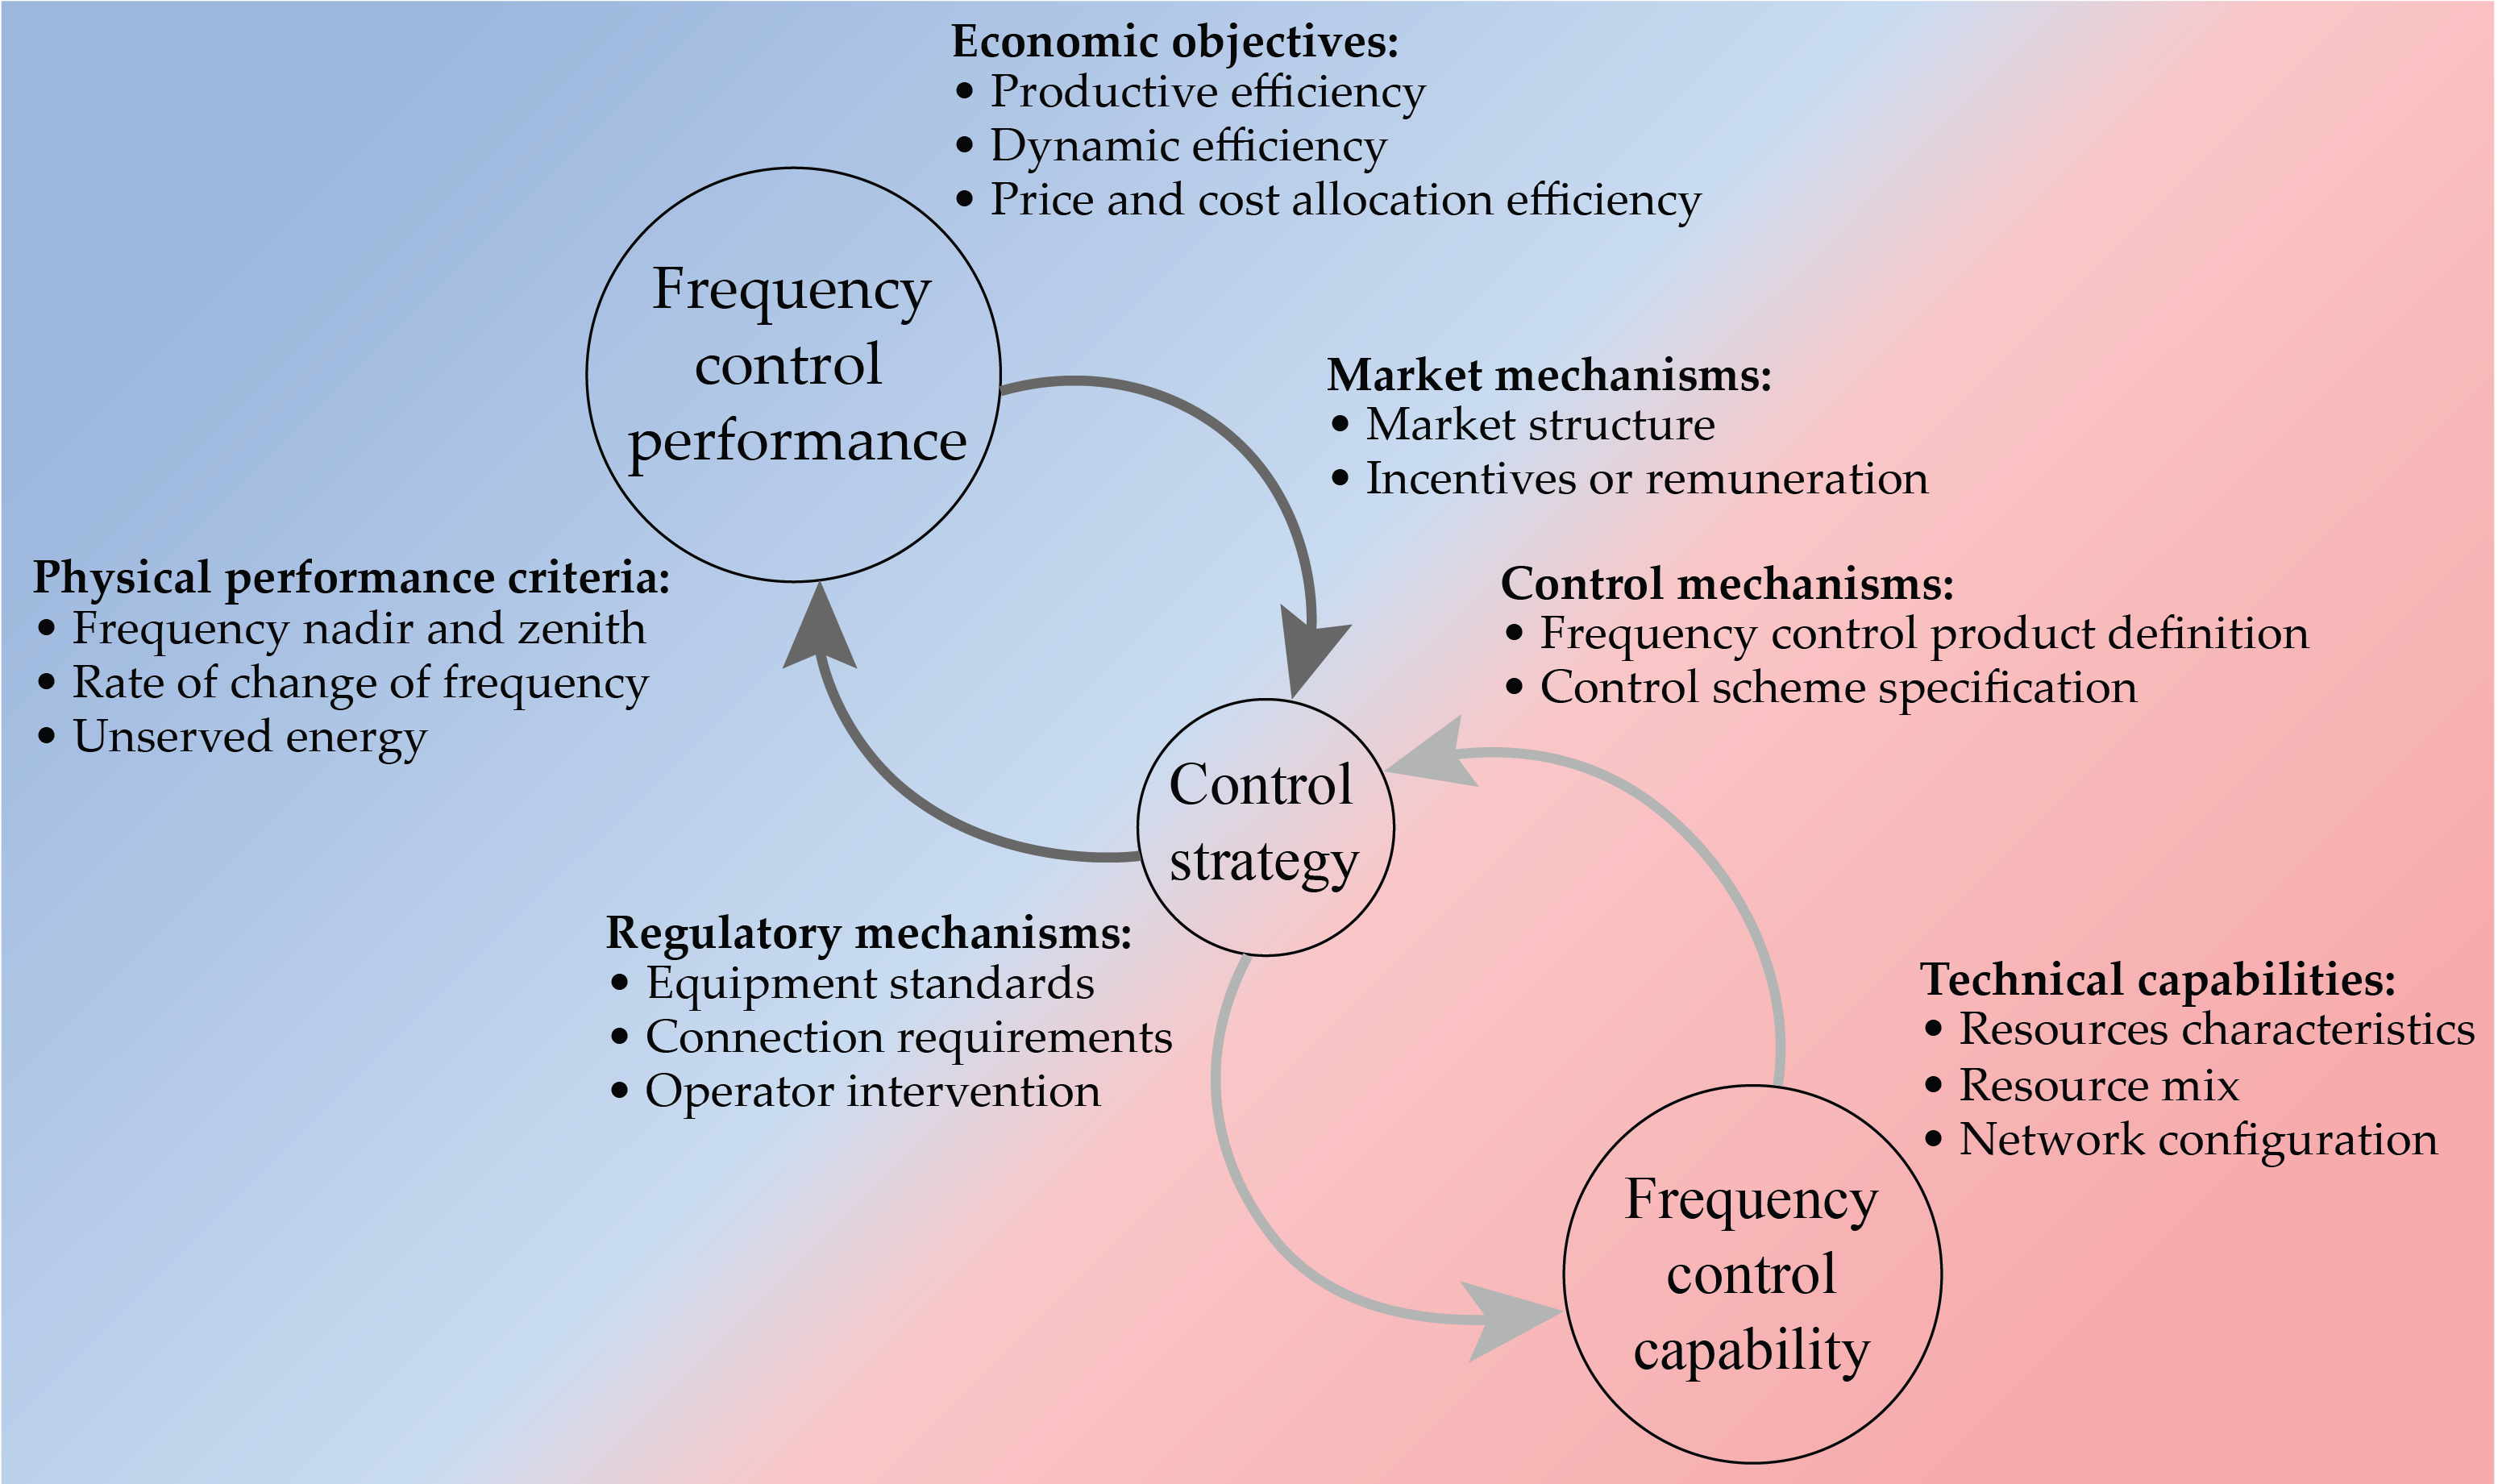 Economic objectives:
• Productive efficiency
• Dynamic efficiency
• Price and cost allocation efficiency
Frequency
control
performance
Market mechanisms:
• Market structure
• Incentives or remuneration
Physical performance criteria:
• Frequency nadir and zenith
• Rate of change of frequency
• Unserved energy
Control mechanisms:
• Frequency control product definition
• Control scheme specification
Control
strategy
Regulatory mechanisms:
• Equipment standards
• Connection requirements
• Operator intervention
Technical capabilities:
• Resources characteristics
• Resource mix
• Network configuration
Frequency
control
capability